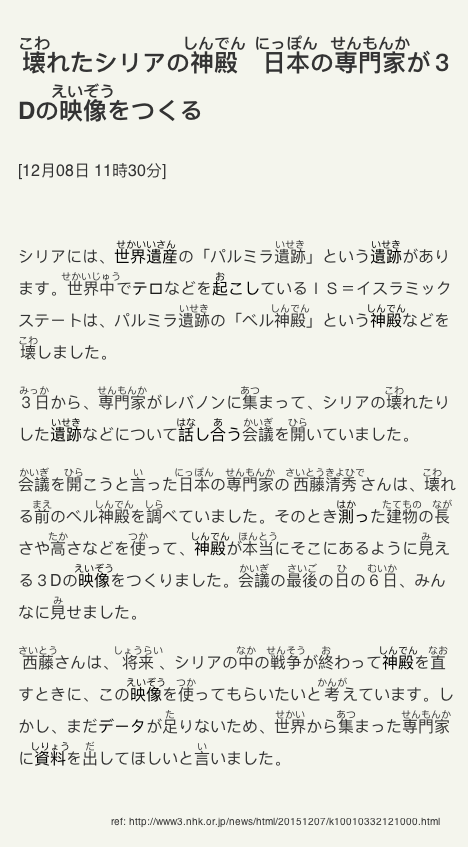 壊れたシリアの神殿　日本の専門家が３
Dの映像をつくる
[12月08日 11時30分]
シリアには、世界遺産の「パルミラ遺跡」という遺跡があり
ます。世界中でテロなどを起こしているＩＳ＝イスラミック
ステートは、パルミラ遺跡の「ベル神殿」という神殿などを
壊しました。
３日から、専門家がレバノンに集まって、シリアの壊れたり
した遺跡などについて話し合う会議を開いていました。
会議を開こうと言った日本の専門家の西藤清秀さんは、壊れ
る前のベル神殿を調べていました。そのとき測った建物の長
さや高さなどを使って、神殿が本当にそこにあるように見え
る３Dの映像をつくりました。会議の最後の日の６日、みん
なに見せました。
西藤さんは、将来、シリアの中の戦争が終わって神殿を直
すときに、この映像を使ってもらいたいと考えています。し
かし、まだデータが足りないため、世界から集まった専門家
に資料を出してほしいと言いました。
ref: http://www3.nhk.or.jp/news/html/20151207/k10010332121000.html